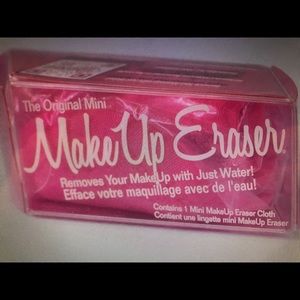 The Original Mini
MakeUp Eraser
Removes Your MakeUp with Just Water!
Efface votre maquillage avec de l'eau!
Contains 1 Mini MakeUp Eraser Cloth
Contient une lingette mini MakeUp Eraser